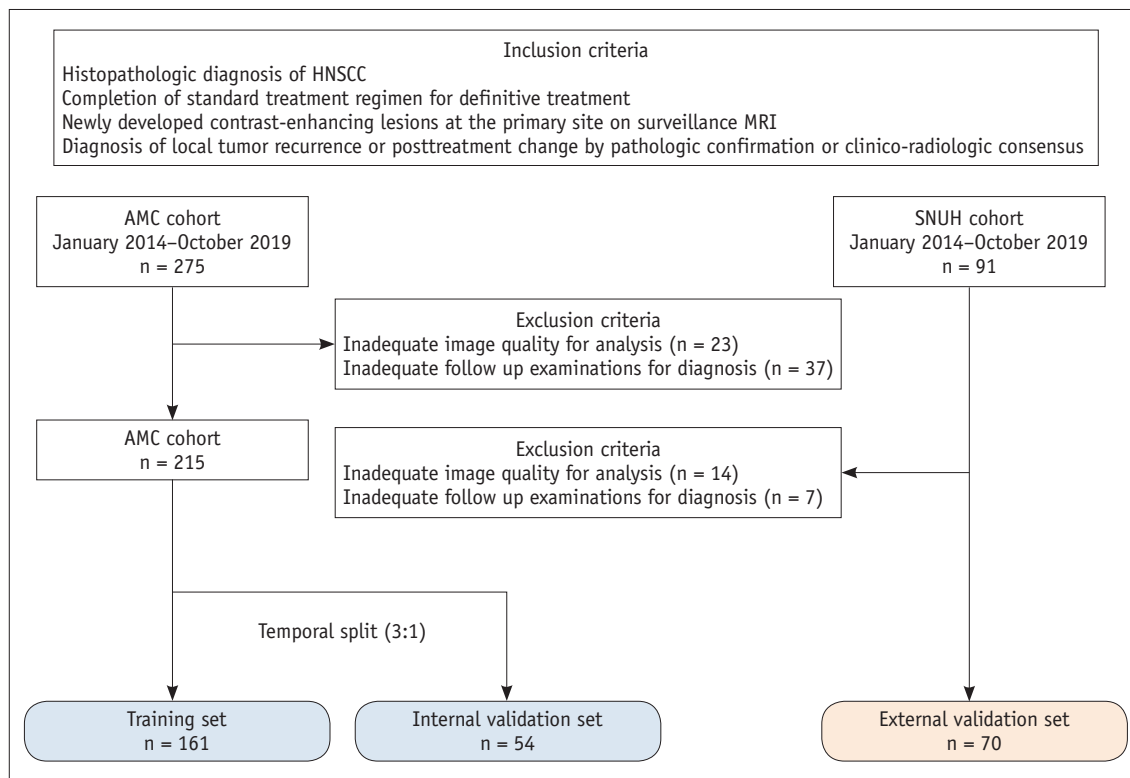 Inclusion criteria
Histopathologic diagnosis of HNSCC
Completion of standard treatment regimen for definitive treatment
Newly developed contrast-enhancing lesions at the primary site on surveillance MRI
Diagnosis of local tumor recurrence or posttreatment change by pathologic confirmation or clinico-radiologic consensus
AMC cohort
January 2014–October 2019
n = 275
SNUH cohort
January 2014–October 2019
n = 91
Exclusion criteria
Inadequate image quality for analysis (n = 23)
Inadequate follow up examinations for diagnosis (n = 37)
AMC cohort
n = 215
Exclusion criteria
Inadequate image quality for analysis (n = 14)
Inadequate follow up examinations for diagnosis (n = 7)
Temporal split (3:1)
Training set
n = 161
Internal validation set
n = 54
External validation set
n = 70